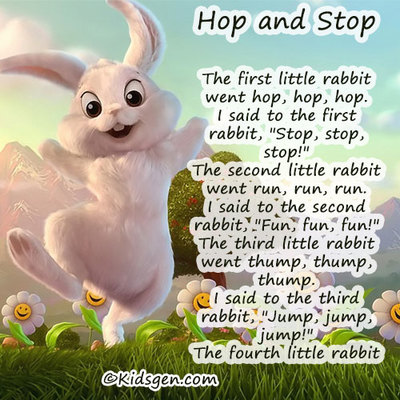 Hop and Stop
The first little rabbit
went hop, hop, hop.
I said to the first
rabbit, "Stop, stop,
stop!"
The second little rabbit
went run, run, run.
I said to the second
rabbit, "Fun, fun, fun!"
The third little rabbit
went thump, thump,
thump.
I said to the third
rabbit, "Jump, jump,
jump!"
The fourth little rabbit
©Kidsgen.com